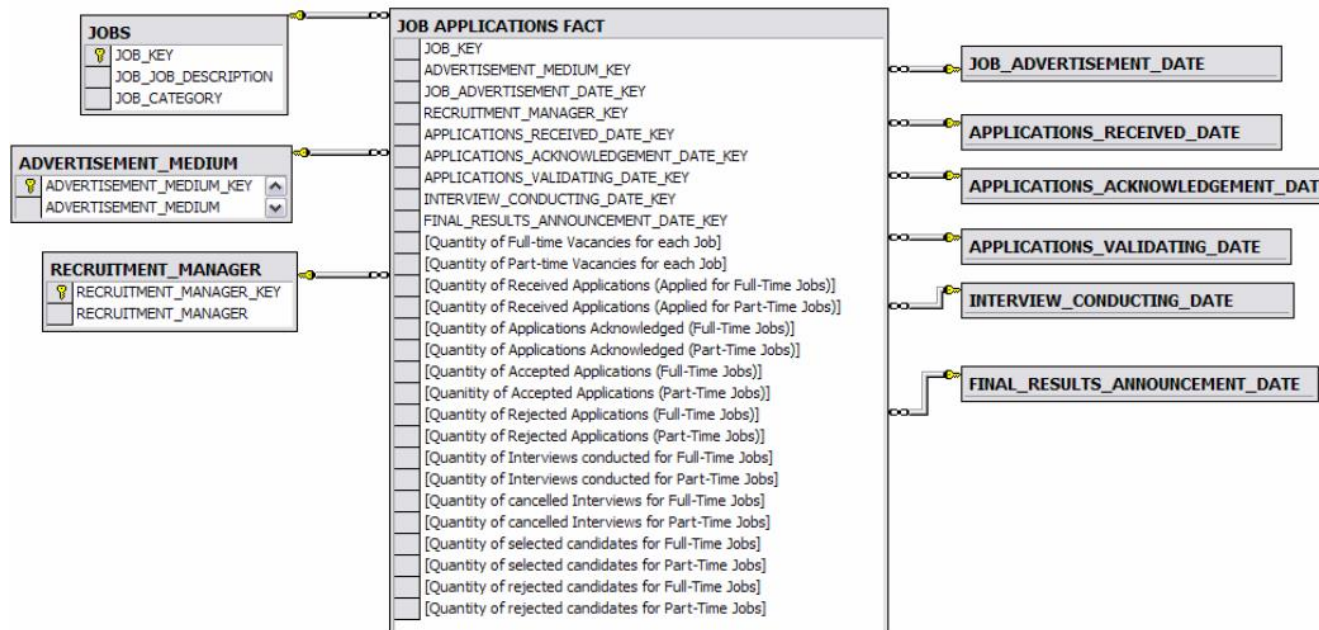 JOBS
JOB_KEY
JOB_JOB_DESCRIPTION
JOB_CATEGORY
ADVERTISEMENT_MEDIUM
ADVERTISEMENT_MEDIUM_KEY
ADVERTISEMENT_MEDIUM
RECRUITMENT_MANAGER
RECRUITMENT_MANAGER_KEY
RECRUITMENT_MANAGER
JOB APPLICATIONS FACT
JOB_KEY
ADVERTISEMENT_MEDIUM_KEY
JOB_ADVERTISEMENT_DATE_KEY
RECRUITMENT_MANAGER_KEY
APPLICATIONS_RECEIVED_DATE_KEY
APPLICATIONS_ACKNOWLEDGEMENT_DATE_KEY
APPLICATIONS_VALIDATING_DATE_KEY
INTERVIEW_CONDUCTING_DATE_KEY
FINAL_RESULTS_ANNOUNCEMENT_DATE_KEY
[Quantity of Full-time Vacancies for each Job]
[Quantity of Part-time Vacancies for each Job]
[Quantity of Received Applications (Applied for Full-Time Jobs)]
[Quantity of Received Applications (Applied for Part-Time Jobs)]
[Quantity of Applications Acknowledged (Full-Time Jobs)]
[Quantity of Applications Acknowledged (Part-Time Jobs)]
[Quantity of Accepted Applications (Full-Time Jobs)]
[Quanitity of Accepted Applications (Part-Time Jobs)]
[Quantity of Rejected Applications (Full-Time Jobs)]
[Quantity of Rejected Applications (Part-Time Jobs)]
[Quantity of Interviews conducted for Full-Time Jobs]
[Quantity of Interviews conducted for Part-Time Jobs]
[Quantity of cancelled Interviews for Full-Time Jobs]
[Quantity of cancelled Interviews for Part-Time Jobs]
[Quantity of selected candidates for Full-Time Jobs]
[Quantity of selected candidates for Part-Time Jobs]
[Quantity of rejected candidates for Full-Time Jobs]
[Quantity of rejected candidates for Part-Time Jobs]
JOB_ADVERTISEMENT_DATE
APPLICATIONS_RECEIVED_DATE
APPLICATIONS_ACKNOWLEDGEMENT_DAT
APPLICATIONS_VALIDATING_DATE
INTERVIEW_CONDUCTING_DATE
FINAL_RESULTS_ANNOUNCEMENT_DATE